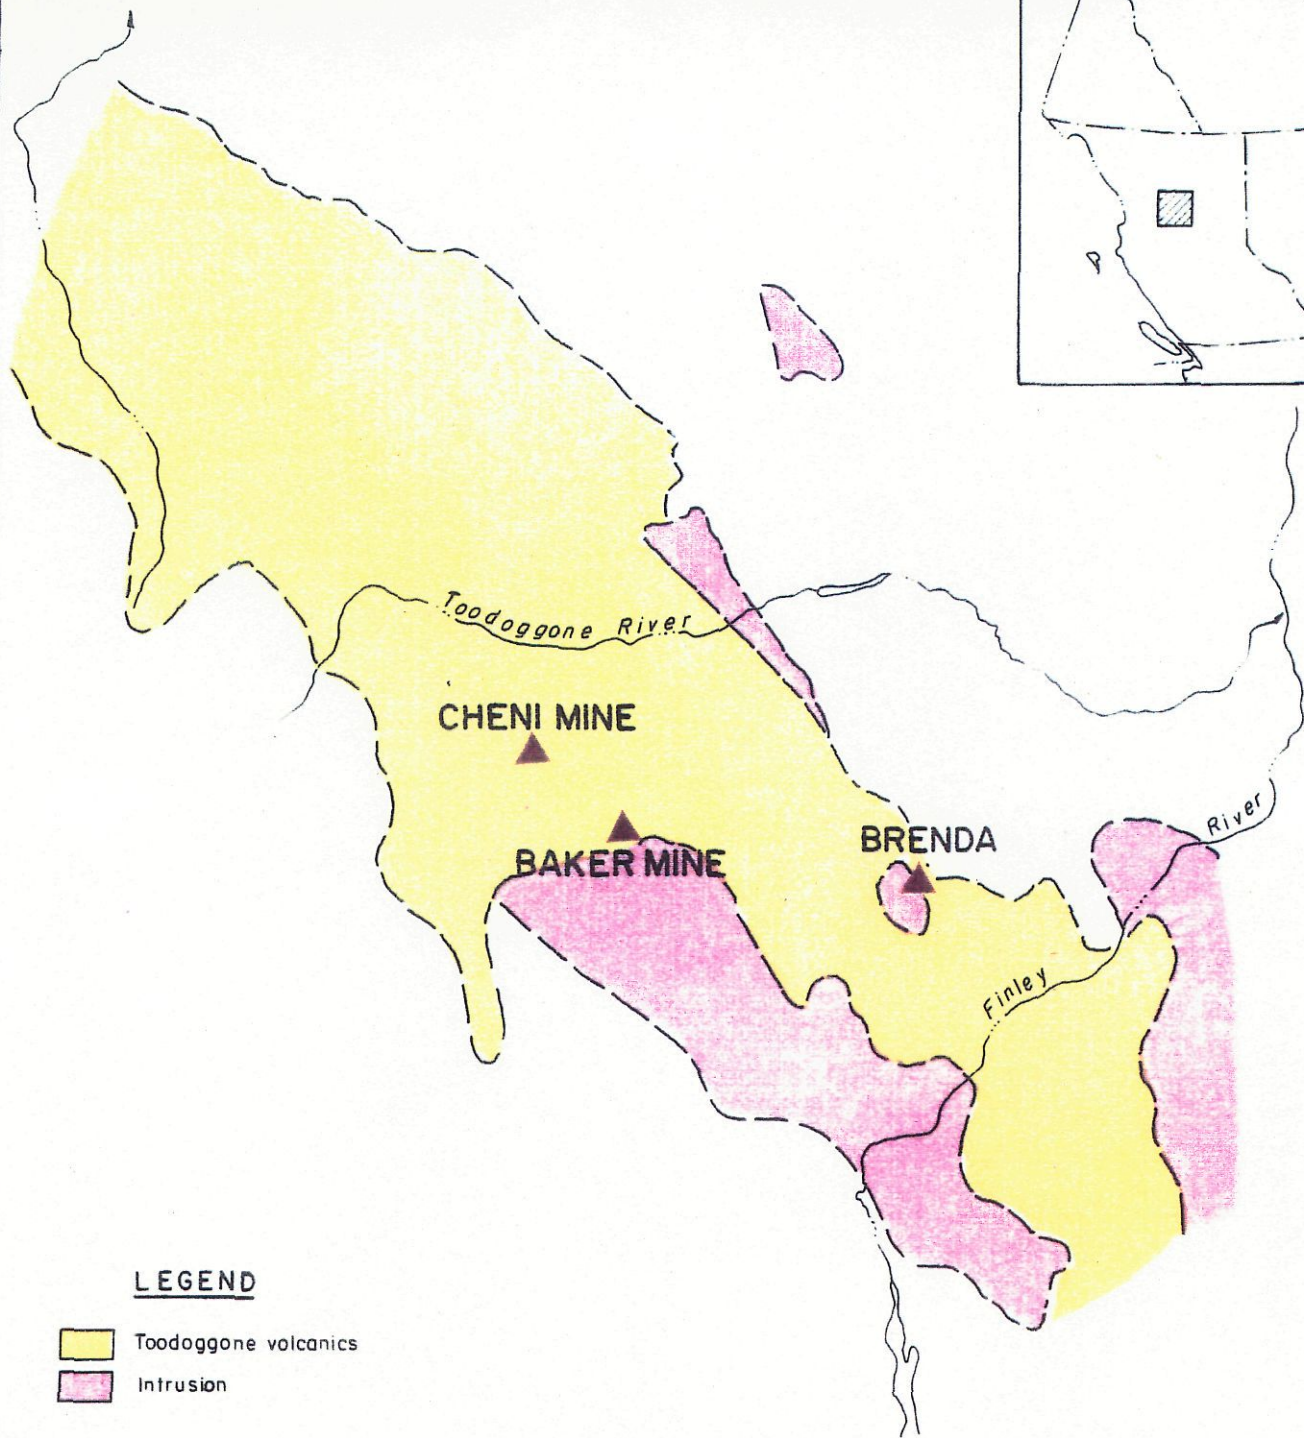 Toodoggone River
CHENI MINE
BAKER MINE
BRENDA
River
Finley
LEGEND
Toodoggone volcanics
Intrusion